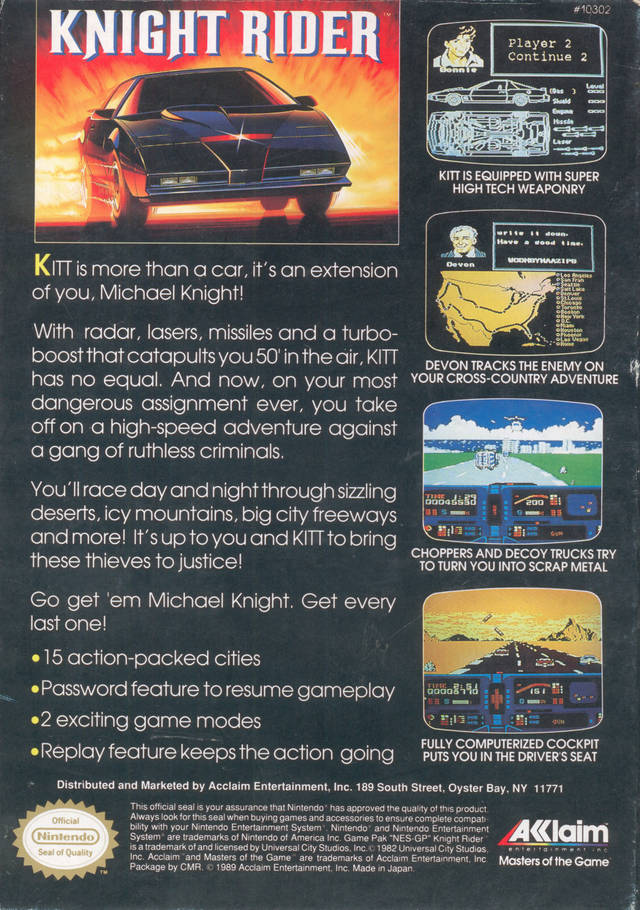 KNIGHT RIDER™
#10302
Bonnie
Player 2
Continue 2
(Gas )
Level
Shield
Engine
Missile
Laser
KITT IS EQUIPPED WITH SUPER
HIGH TECH WEAPONRY
write it down.
Have a good time.
Devon
Los Angeles
San Fran
Seattle
Salt Lake
Denver
St.Louis
Chicago
Toronto
Boston
New York
D.C.
Miami
Houston
Phoenix
Las Vegas
Home
DEVON TRACKS THE ENEMY ON
YOUR CROSS-COUNTRY ADVENTURE
TIME 1:29
00045550
200
GUN
CHOPPERS AND DECOY TRUCKS TRY
TO TURN YOU INTO SCRAP METAL
TIME
161
GUN
FULLY COMPUTERIZED COCKPIT
PUTS YOU IN THE DRIVER'S SEAT
KITT is more than a car, it's an extension
of you, Michael Knight!
With radar, lasers, missiles and a turbo-
boost that catapults you 50' in the air, KITT
has no equal. And now, on your most
dangerous assignment ever, you take
off on a high-speed adventure against
a gang of ruthless criminals.
You'll race day and night through sizzling
deserts, icy mountains, big city freeways
and more! It's up to you and KITT to bring
these thieves to justice!
Go get 'em Michael Knight. Get every
last one!
•15 action-packed cities
•Password feature to resume gameplay
•2 exciting game modes
•Replay feature keeps the action going
Distributed and Marketed by Acclaim Entertainment, Inc. 189 South Street, Oyster Bay, NY 11771
Official
Nintendo
Seal of Quality
™
This official seal is your assurance that Nintendo® has approved the quality of this product.
Always look for this seal when buying games and accessories to ensure complete compati-
bility with your Nintendo Entertainment System®. Nintendo® and Nintendo Entertainment
System® are trademarks of Nintendo of America Inc. Game Pak "NES-GP" Knight Rider™
is a trademark of and licensed by Universal City Studios, Inc. © 1982 Universal City Studios,
Inc. Acclaim™ and Masters of the Game™ are trademarks of Acclaim Entertainment, Inc.
Package by CMR. © 1989 Acclaim Entertainment, Inc. Made in Japan.
AKlaim
entertainment inc.
Masters of the Game™